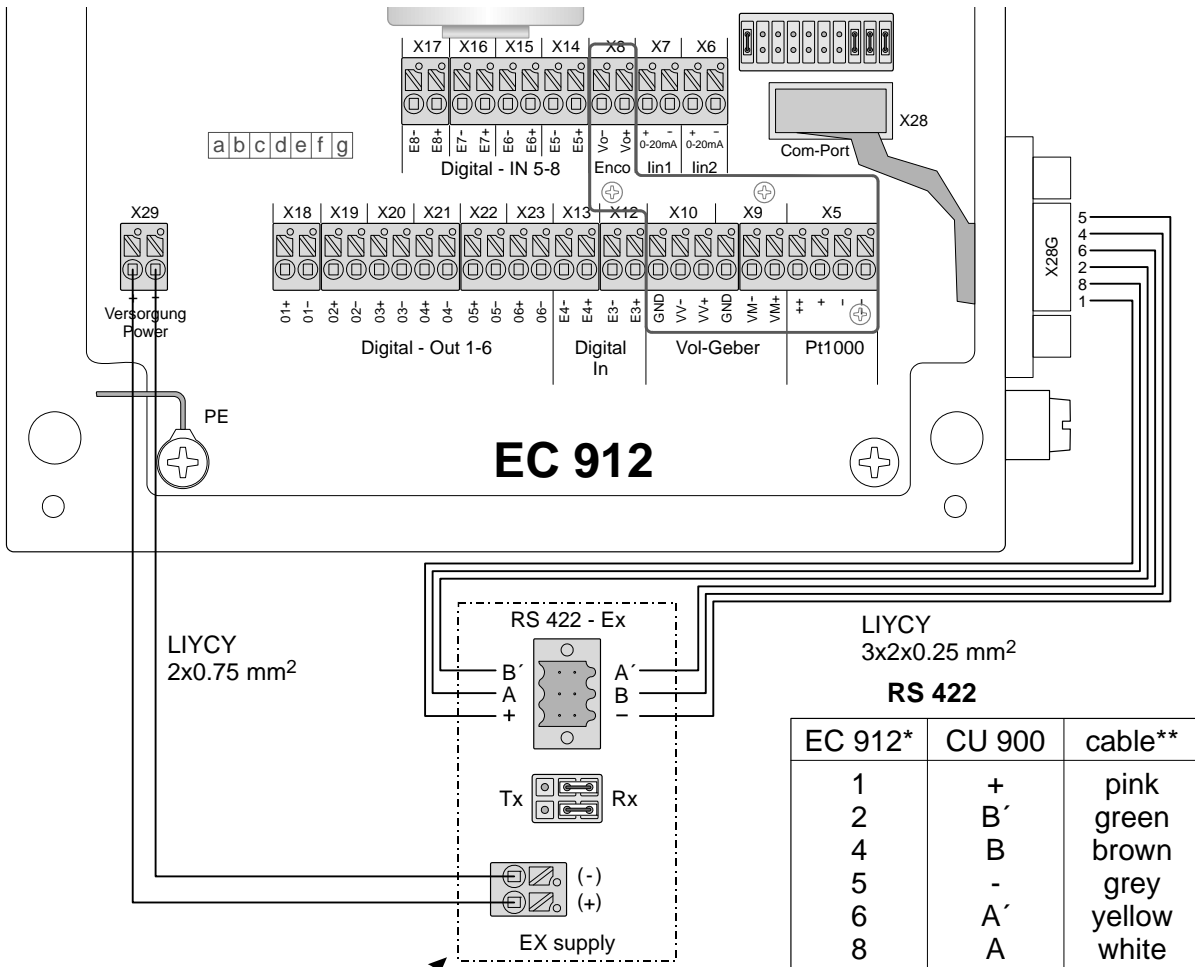 X17 X16 X15 X14 X8 X7 X6
E8- E8+ E7- E7+ E6- E6+ E5- E5+ Vo- Vo+ + − + −
0-20mA 0-20mA
Digital - IN 5-8 Enco Iin1 Iin2
X28
Com-Port
a b c d e f g
X29 X18 X19 X20 X21 X22 X23 X13 X12 X10 X9 X5
+ −
Versorgung
Power
01+ 01− 02+ 02- 03+ 03- 04+ 04- 05+ 05- 06+ 06- E4- E4+ E3- E3+ GND VV- VV+ GND VM- VM+ ++ + − −
Digital - Out 1-6 Digital Vol-Geber Pt1000
In
X28G
5
4
6
2
8
1
PE
EC 912
LIYCY
2x0.75 mm²
RS 422 - Ex
B´ A´
A B
+ −
Tx Rx
(-)
(+)
EX supply
LIYCY
3x2x0.25 mm²
RS 422
EC 912* CU 900 cable**
1 + pink
2 B´ green
4 B brown
5 - grey
6 A´ yellow
8 A white